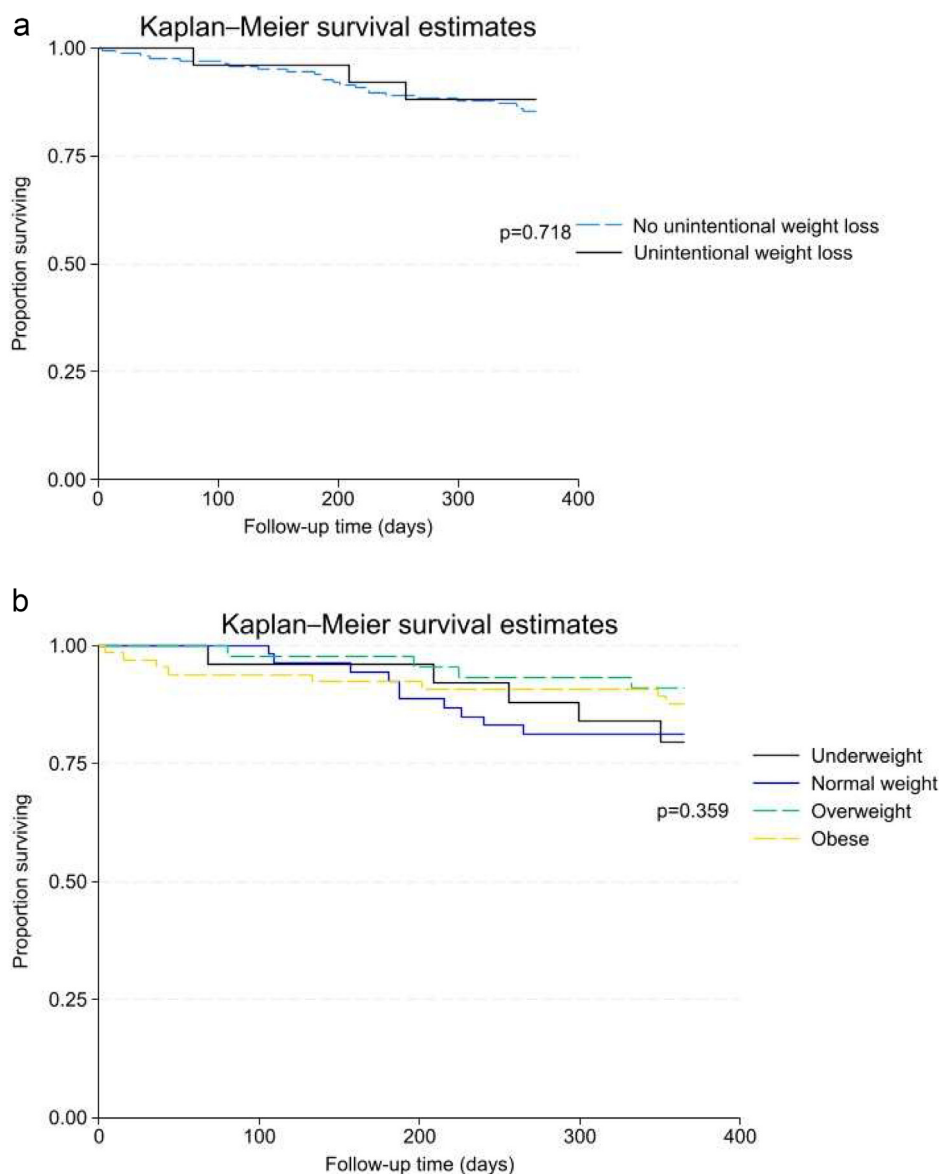 a
Kaplan–Meier survival estimates
1.00
0.75
0.50
0.25
0.00
Proportion surviving
0 100 200 300 400
Follow-up time (days)
p=0.718
No unintentional weight loss
Unintentional weight loss
b
Kaplan–Meier survival estimates
1.00
0.75
0.50
0.25
0.00
Proportion surviving
0 100 200 300 400
Follow-up time (days)
p=0.359
Underweight
Normal weight
Overweight
Obese